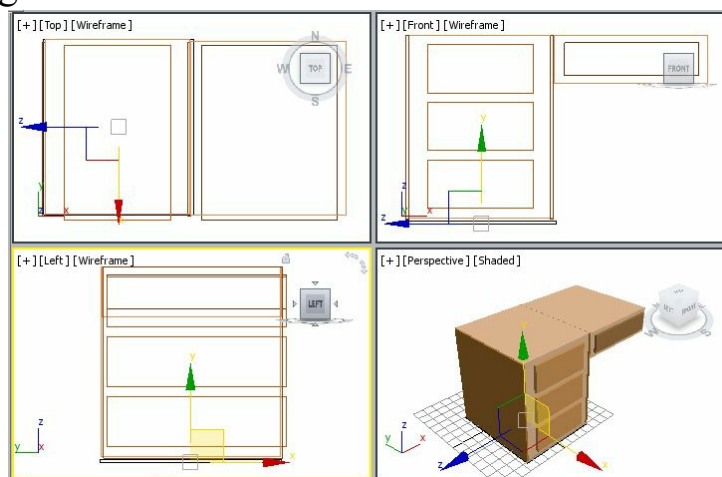 [+] [Top] [Wireframe]
N
W
TOP
E
S
z
y
z
x
[+] [Front] [Wireframe]
FRONT
y
z
z
x
[+] [Left] [Wireframe]
LEFT
y
x
z
y
x
[+] [Perspective] [Shaded]
W
S
z
y
x